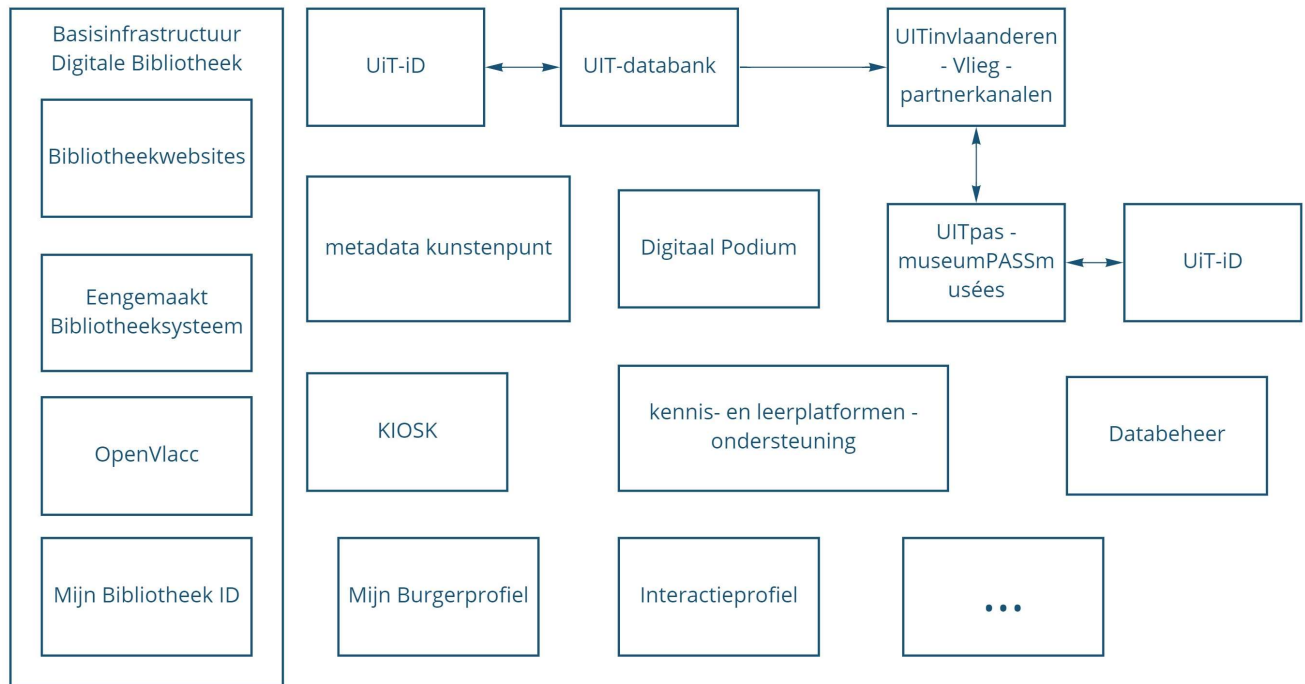 Basisinfrastructuur
Digitale Bibliotheek
Bibliotheekwebsites
Eengemaakt
Bibliotheeksysteem
OpenVlacc
Mijn Bibliotheek ID
UiT-iD
UIT-databank
UITinvlaanderen
- Vlieg -
partnerkanalen
metadata kunstenpunt
Digitaal Podium
UITpas -
museumPASSm
usées
UiT-iD
KIOSK
kennis- en leerplatformen -
ondersteuning
Databeheer
Mijn Burgerprofiel
Interactieprofiel
...